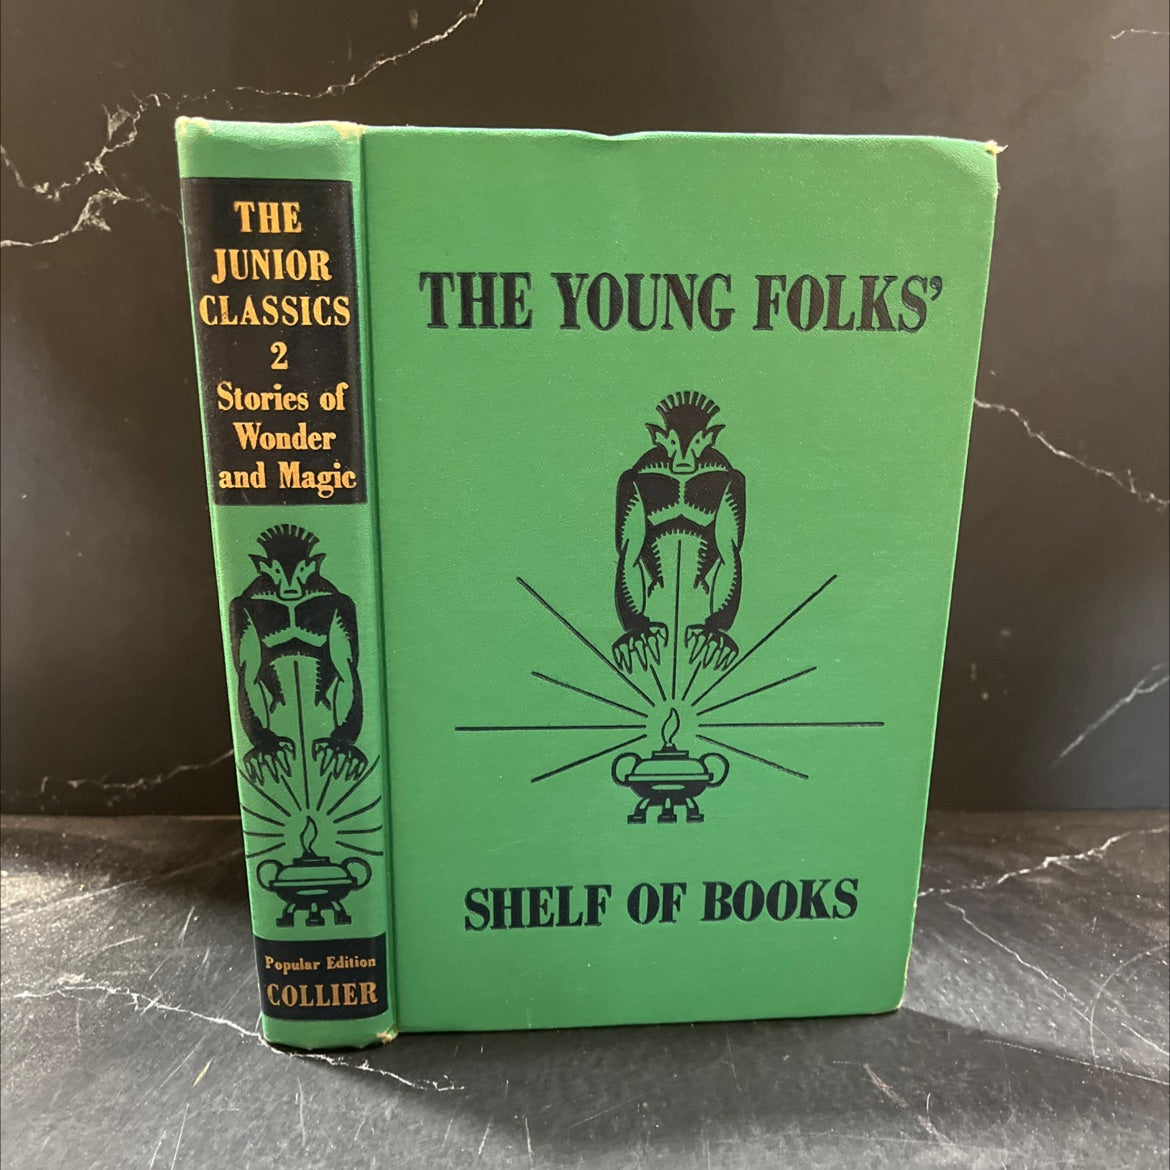 THE
JUNIOR
CLASSICS
2
Stories of
Wonder
and Magic
Popular Edition
COLLIER
THE YOUNG FOLKS’
SHELF OF BOOKS